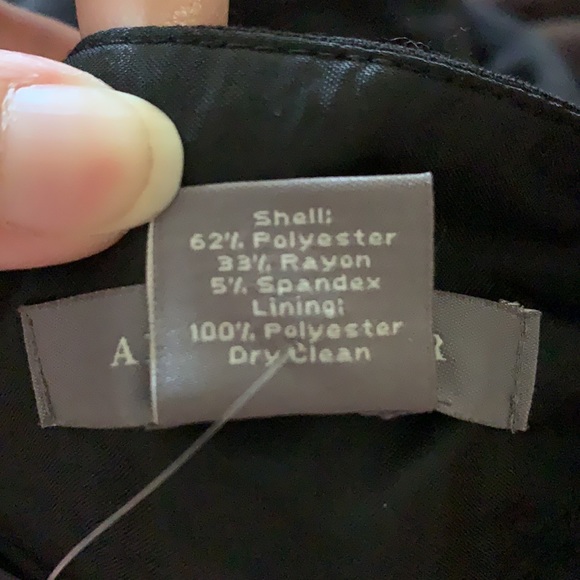 Shell:
62% Polyester
33% Rayon
5% Spandex
Lining:
100% Polyester
Dry Clean